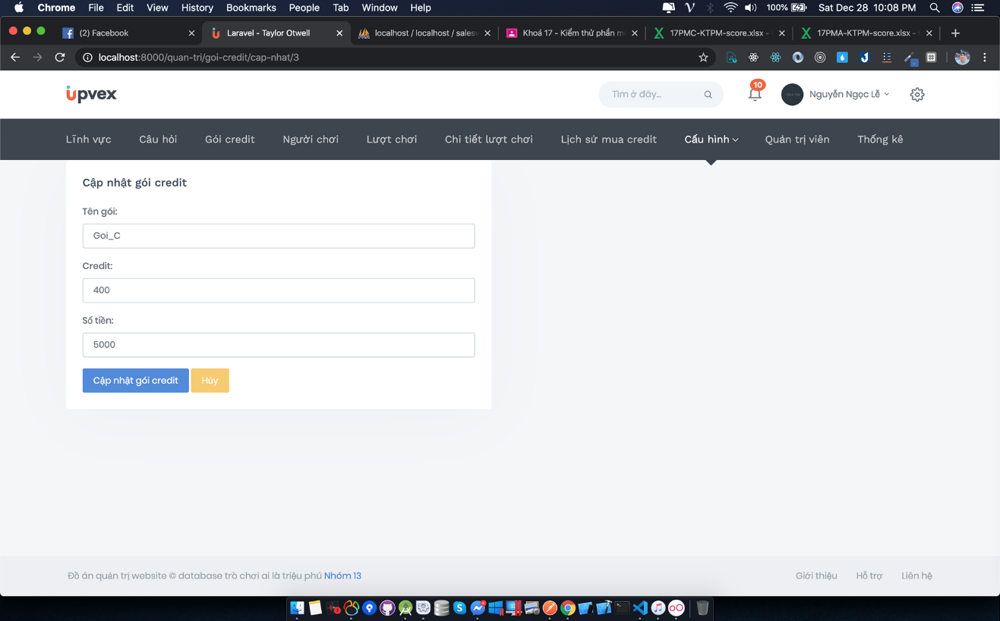 Chrome File Edit View History Bookmarks People Tab Window Help 100% Sat Dec 28 10:08 PM
(2) Facebook Laravel - Taylor Otwell localhost / localhost / salesv Khoá 17 - Kiểm thử phần m 17PMC-KTPM-score.xlsx - 17PMA-KTPM-score.xlsx -
localhost:8000/quan-tri/goi-credit/cap-nhat/3
upvex Tìm ở đây... 10 Nguyễn Ngọc Lễ
Lĩnh vực Câu hỏi Gói credit Người chơi Lượt chơi Chi tiết lượt chơi Lịch sử mua credit Cấu hình Quản trị viên Thống kê
Cập nhật gói credit
Tên gói:
Goi_C
Credit:
400
Số tiền:
5000
Cập nhật gói credit Hủy
Đồ án quản trị website © database trò chơi ai là triệu phú Nhóm 13 Giới thiệu Hỗ trợ Liên hệ